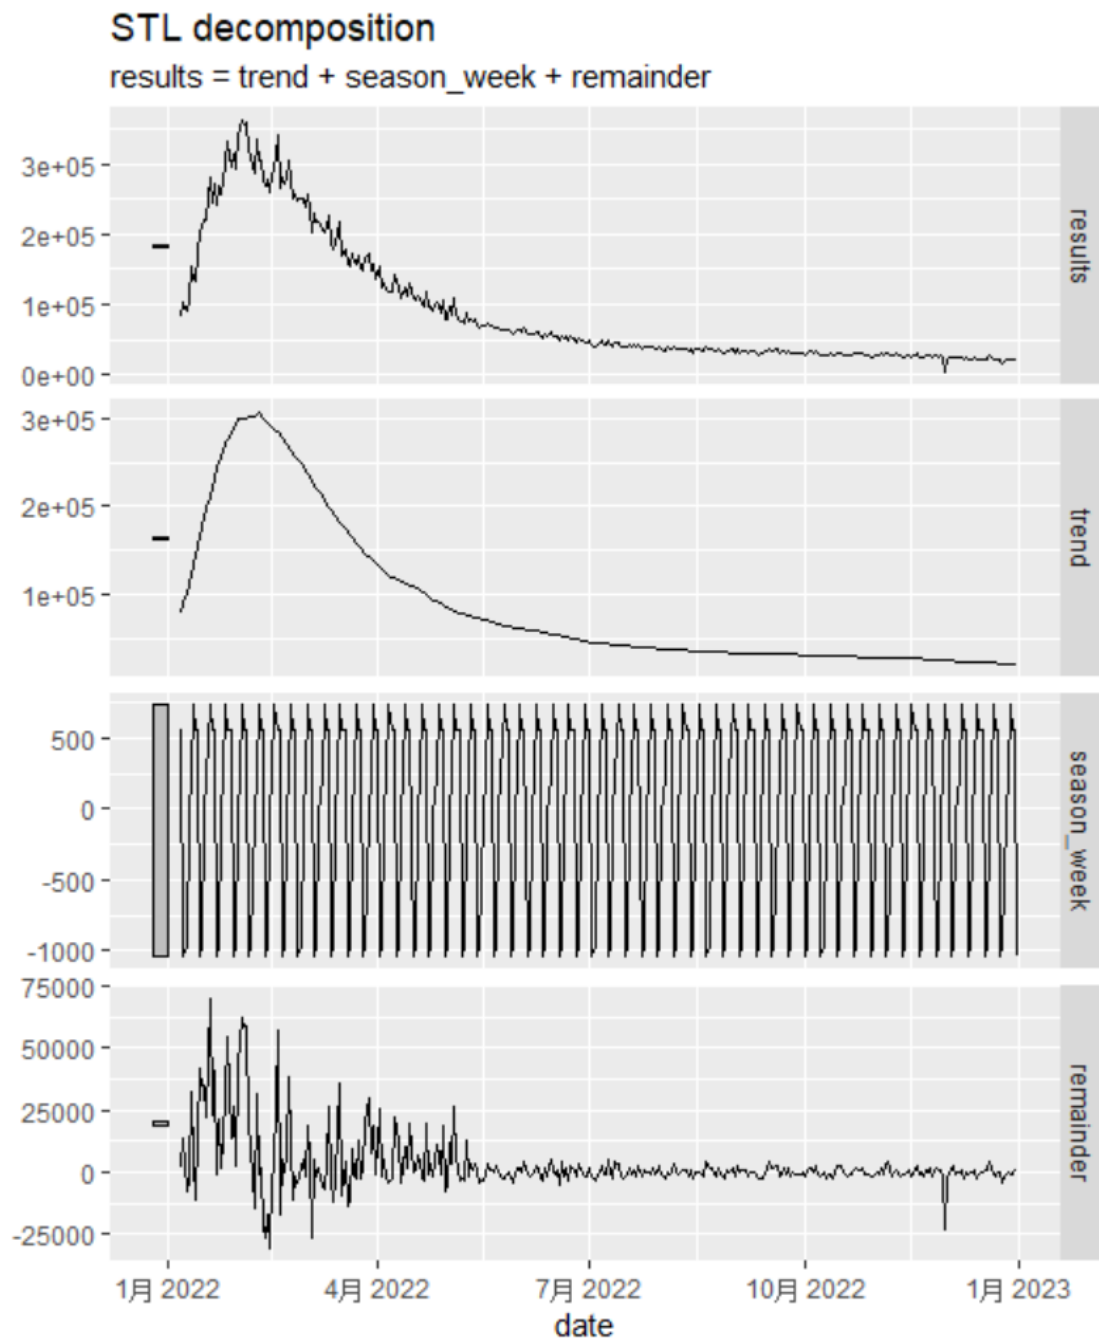 STL decomposition
results = trend + season_week + remainder
3e+05
2e+05
1e+05
0e+00
results
3e+05
2e+05
1e+05
trend
500
0
-500
-1000
season_week
75000
50000
25000
0
-25000
remainder
1月 2022
4月 2022
7月 2022
10月 2022
1月 2023
date